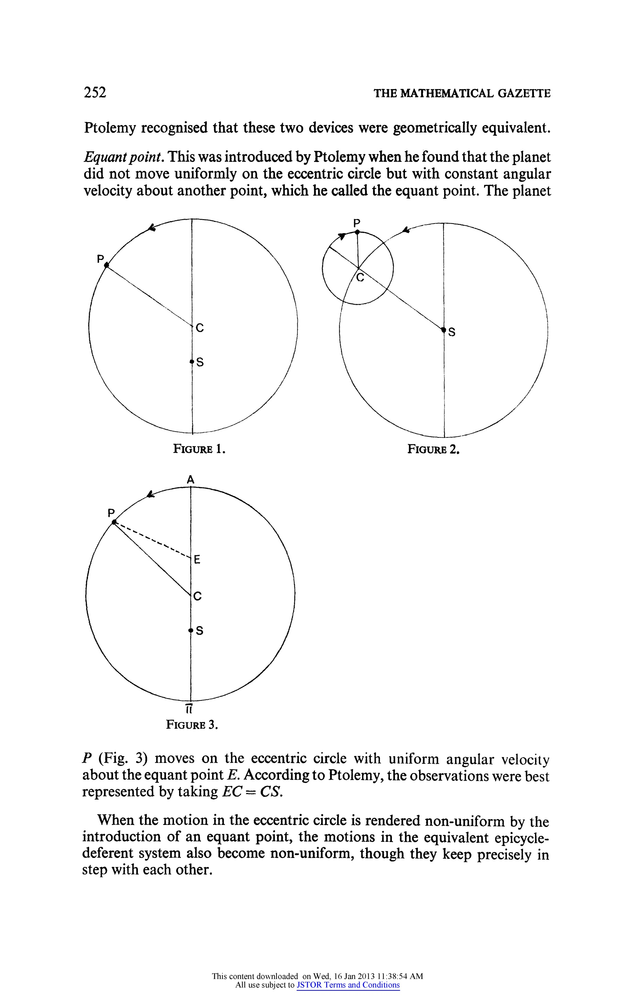 252 THE MATHEMATICAL GAZETTE
Ptolemy recognised that these two devices were geometrically equivalent.
Equant point. This was introduced by Ptolemy when he found that the planet
did not move uniformly on the eccentric circle but with constant angular
velocity about another point, which he called the equant point. The planet
P
C
S
FIGURE 1.
P
C
S
FIGURE 2.
A
P
E
C
S
π
FIGURE 3.
P (Fig. 3) moves on the eccentric circle with uniform angular velocity
about the equant point E. According to Ptolemy, the observations were best
represented by taking EC = CS.
When the motion in the eccentric circle is rendered non-uniform by the
introduction of an equant point, the motions in the equivalent epicycle-
deferent system also become non-uniform, though they keep precisely in
step with each other.
This content downloaded on Wed, 16 Jan 2013 11:38:54 AM
All use subject to JSTOR Terms and Conditions